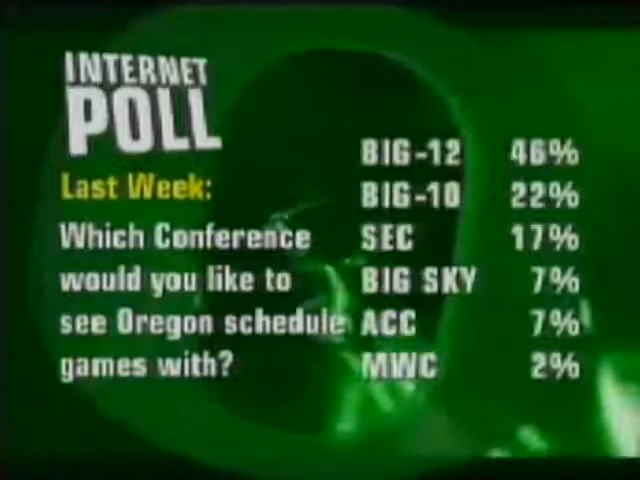 INTERNET
POLL
Last Week:
Which Conference
would you like to
see Oregon schedule
games with?
BIG-12 46%
BIG-10 22%
SEC 17%
BIG SKY 7%
ACC 7%
MWC 2%